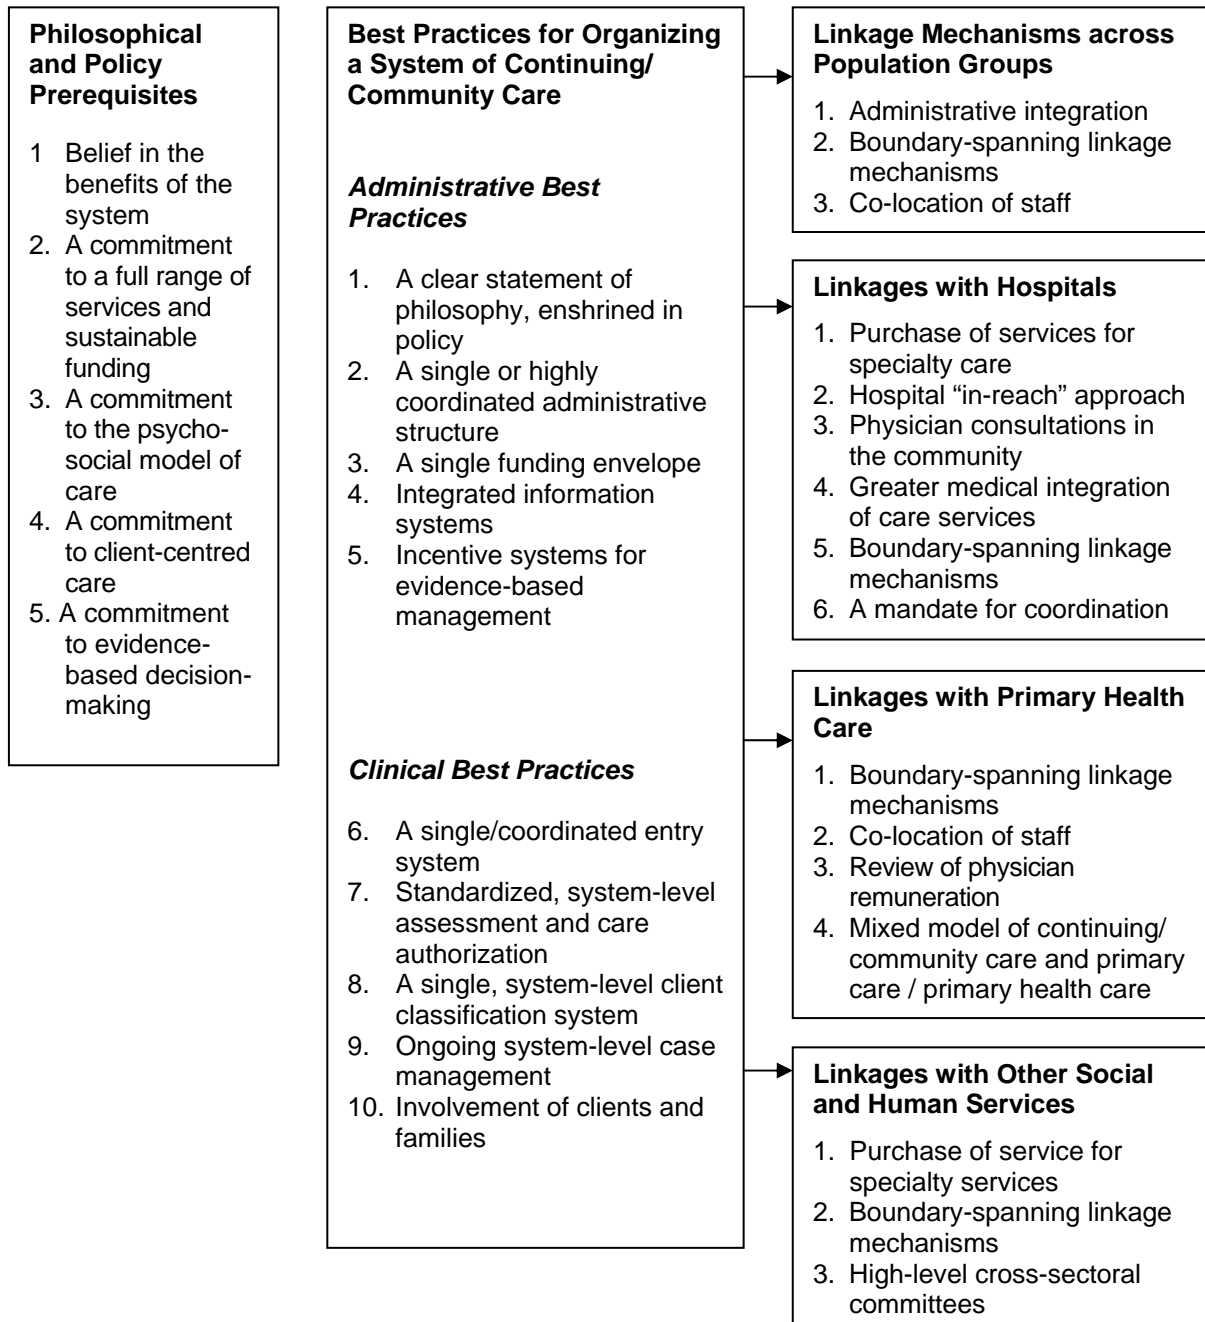 Philosophical
and Policy
Prerequisites
1 Belief in the
benefits of the
system
2. A commitment
to a full range of
services and
sustainable
funding
3. A commitment
to the psycho-
social model of
care
4. A commitment
to client-centred
care
5. A commitment
to evidence-
based decision-
making
Best Practices for Organizing
a System of Continuing/
Community Care
Administrative Best
Practices
1. A clear statement of
philosophy, enshrined in
policy
2. A single or highly
coordinated administrative
structure
3. A single funding envelope
4. Integrated information
systems
5. Incentive systems for
evidence-based
management
Clinical Best Practices
6. A single/coordinated entry
system
7. Standardized, system-level
assessment and care
authorization
8. A single, system-level client
classification system
9. Ongoing system-level case
management
10. Involvement of clients and
families
Linkage Mechanisms across
Population Groups
1. Administrative integration
2. Boundary-spanning linkage
mechanisms
3. Co-location of staff
Linkages with Hospitals
1. Purchase of services for
specialty care
2. Hospital “in-reach” approach
3. Physician consultations in
the community
4. Greater medical integration
of care services
5. Boundary-spanning linkage
mechanisms
6. A mandate for coordination
Linkages with Primary Health
Care
1. Boundary-spanning linkage
mechanisms
2. Co-location of staff
3. Review of physician
remuneration
4. Mixed model of continuing/
community care and primary
care / primary health care
Linkages with Other Social
and Human Services
1. Purchase of service for
specialty services
2. Boundary-spanning linkage
mechanisms
3. High-level cross-sectoral
committees